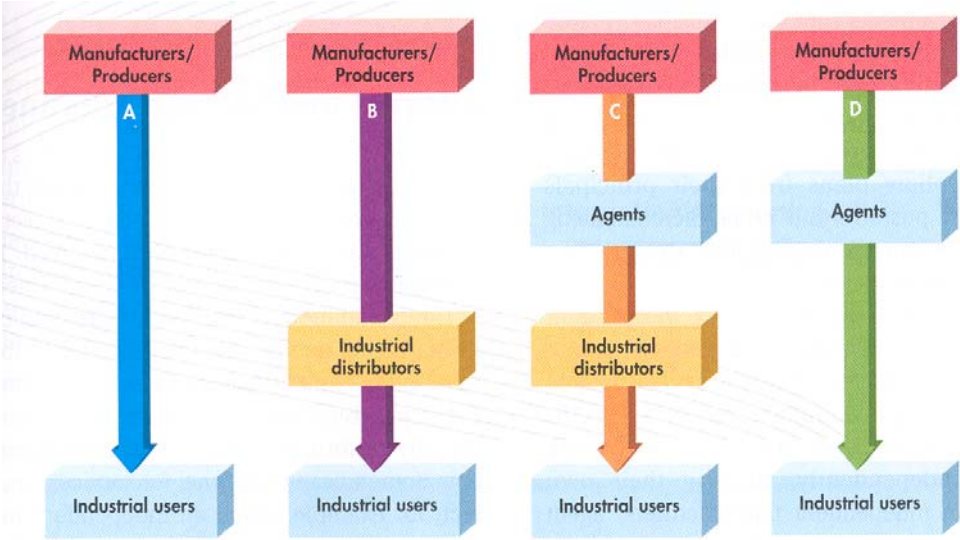 Manufacturers/
Producers
A
Industrial users
Manufacturers/
Producers
B
Industrial
distributors
Industrial users
Manufacturers/
Producers
C
Agents
Industrial
distributors
Industrial users
Manufacturers/
Producers
D
Agents
Industrial users